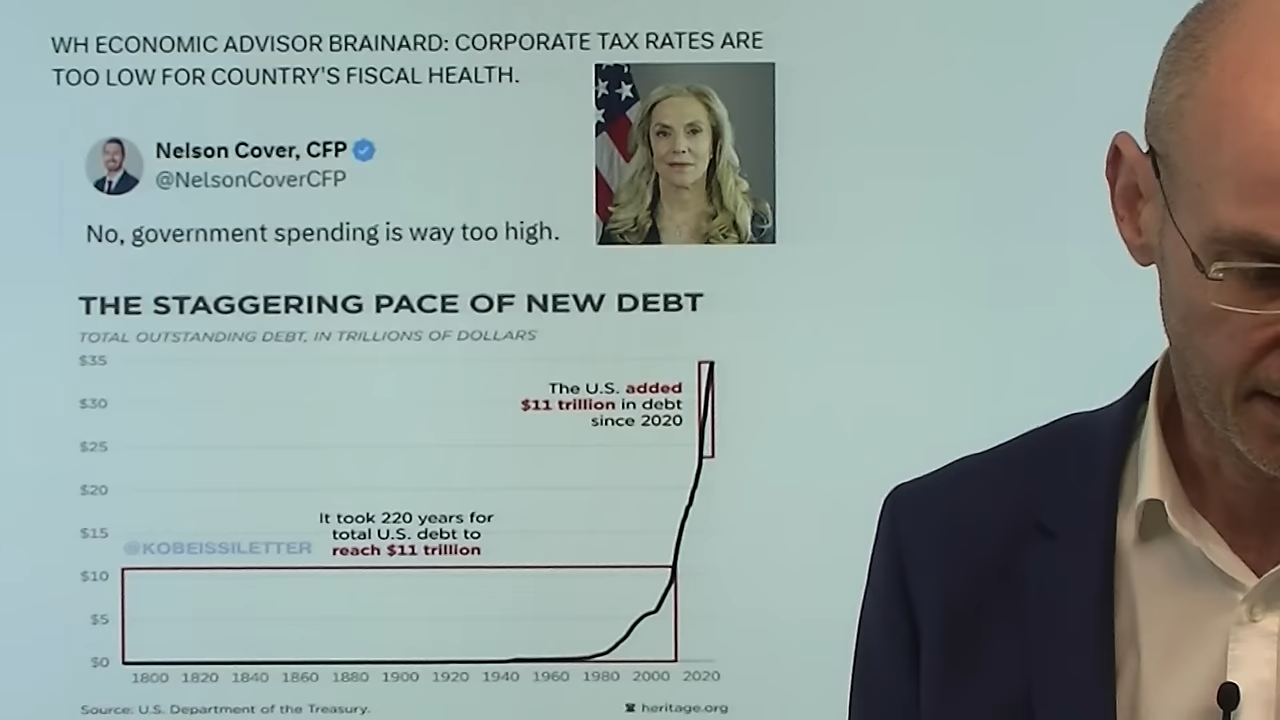 WH ECONOMIC ADVISOR BRAINARD: CORPORATE TAX RATES ARE
TOO LOW FOR COUNTRY'S FISCAL HEALTH.
Nelson Cover, CFP
@NelsonCoverCFP
No, government spending is way too high.
THE STAGGERING PACE OF NEW DEBT
TOTAL OUTSTANDING DEBT, IN TRILLIONS OF DOLLARS
$35
$30
$25
$20
$15
$10
$5
$0
The U.S. added
$11 trillion in debt
since 2020
It took 220 years for
total U.S. debt to
reach $11 trillion
@KOBEISSILETTER
1800 1820 1840 1860 1880 1900 1920 1940 1960 1980 2000 2020
Source: U.S. Department of the Treasury.
heritage.org